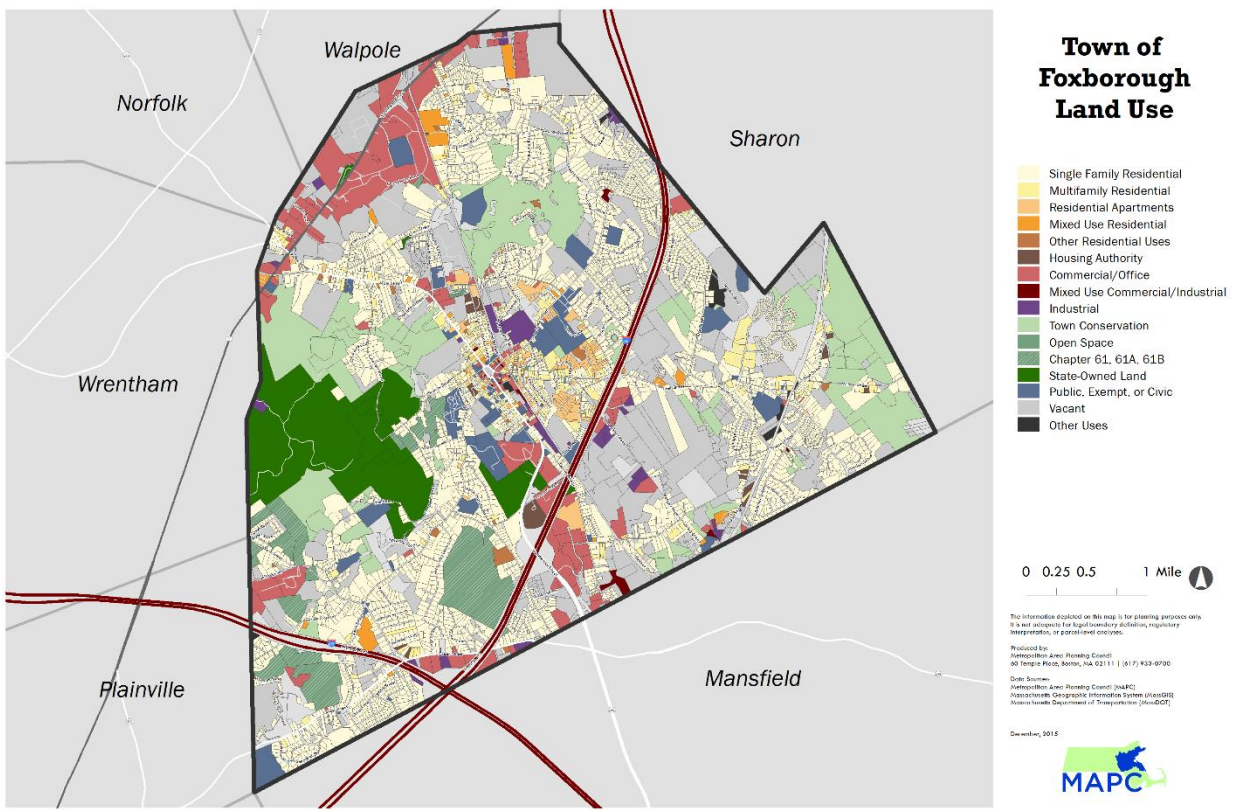 Town of
Foxborough
Land Use
Walpole
Norfolk
Sharon
Wrentham
Plainville
Mansfield
Single Family Residential
Multifamily Residential
Residential Apartments
Mixed Use Residential
Other Residential Uses
Housing Authority
Commercial/Office
Mixed Use Commercial/Industrial
Industrial
Town Conservation
Open Space
Chapter 61, 61A, 61B
State-Owned Land
Public, Exempt, or Civic
Vacant
Other Uses
0 0.25 0.5 1 Mile
The information depicted on this map is for planning purposes only.
It is not adequate for legal boundary definition, regulatory
interpretation, or parcel-level analyses.
Produced by:
Metropolitan Area Planning Council
60 Temple Place, Boston, MA 02111 | (617) 933-0700
Data Sources:
Metropolitan Area Planning Council (MAPC)
Massachusetts Geographic Information System (MassGIS)
Massachusetts Department of Transportation (MassDOT)
December, 2015
MAPC